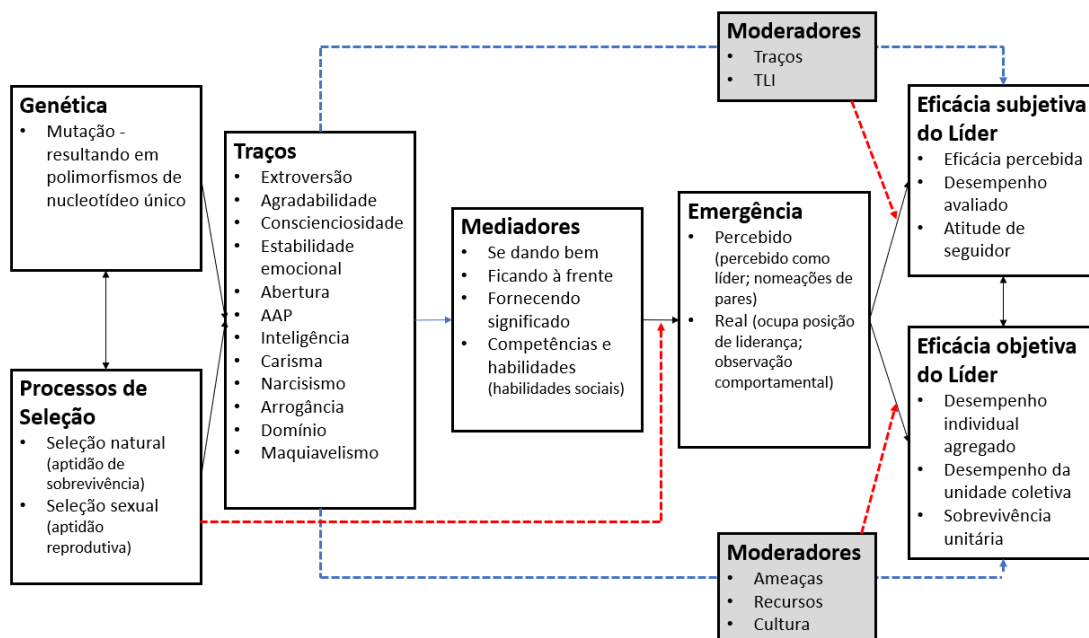 Genética
• Mutação -
resultando em
polimorfismos de
nucleotídeo único
Processos de
Seleção
• Seleção natural
(aptidão de
sobrevivência)
• Seleção sexual
(aptidão
reprodutiva)
Traços
• Extroversão
• Agradabilidade
• Conscienciosidade
• Estabilidade
emocional
• Abertura
• AAP
• Inteligência
• Carisma
• Narcisismo
• Arrogância
• Domínio
• Maquiavelismo
Mediadores
• Se dando bem
• Ficando à frente
• Fornecendo
significado
• Competências e
habilidades
(habilidades sociais)
Emergência
• Percebido
(percebido como
líder; nomeações de
pares)
• Real (ocupa posição
de liderança;
observação
comportamental)
Moderadores
• Traços
• TLI
Moderadores
• Ameaças
• Recursos
• Cultura
Eficácia subjetiva
do Líder
• Eficácia percebida
• Desempenho
avaliado
• Atitude de
seguidor
Eficácia objetiva
do Líder
• Desempenho
individual
agregado
• Desempenho da
unidade coletiva
• Sobrevivência
unitária